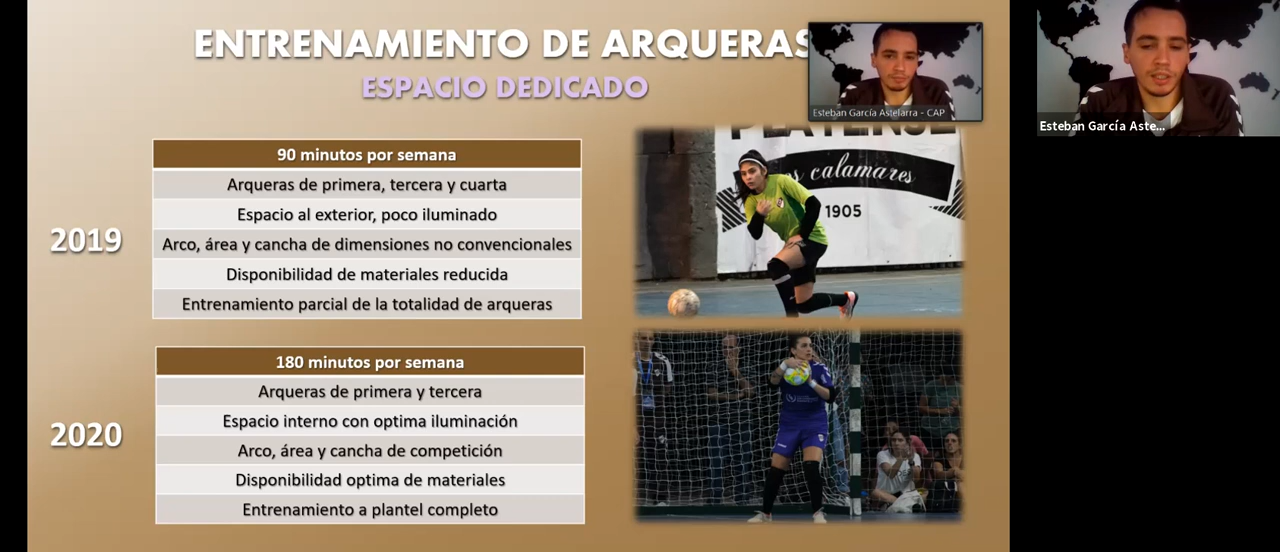 ENTRENAMIENTO DE ARQUERAS
ESPACIO DEDICADO
Esteban García Astelarra - CAP
Esteban García Aste...
2019
90 minutos por semana
Arqueras de primera, tercera y cuarta
Espacio al exterior, poco iluminado
Arco, área y cancha de dimensiones no convencionales
Disponibilidad de materiales reducida
Entrenamiento parcial de la totalidad de arqueras
PLATENSE
calamares
1905
2020
180 minutos por semana
Arqueras de primera y tercera
Espacio interno con optima iluminación
Arco, área y cancha de competición
Disponibilidad optima de materiales
Entrenamiento a plantel completo